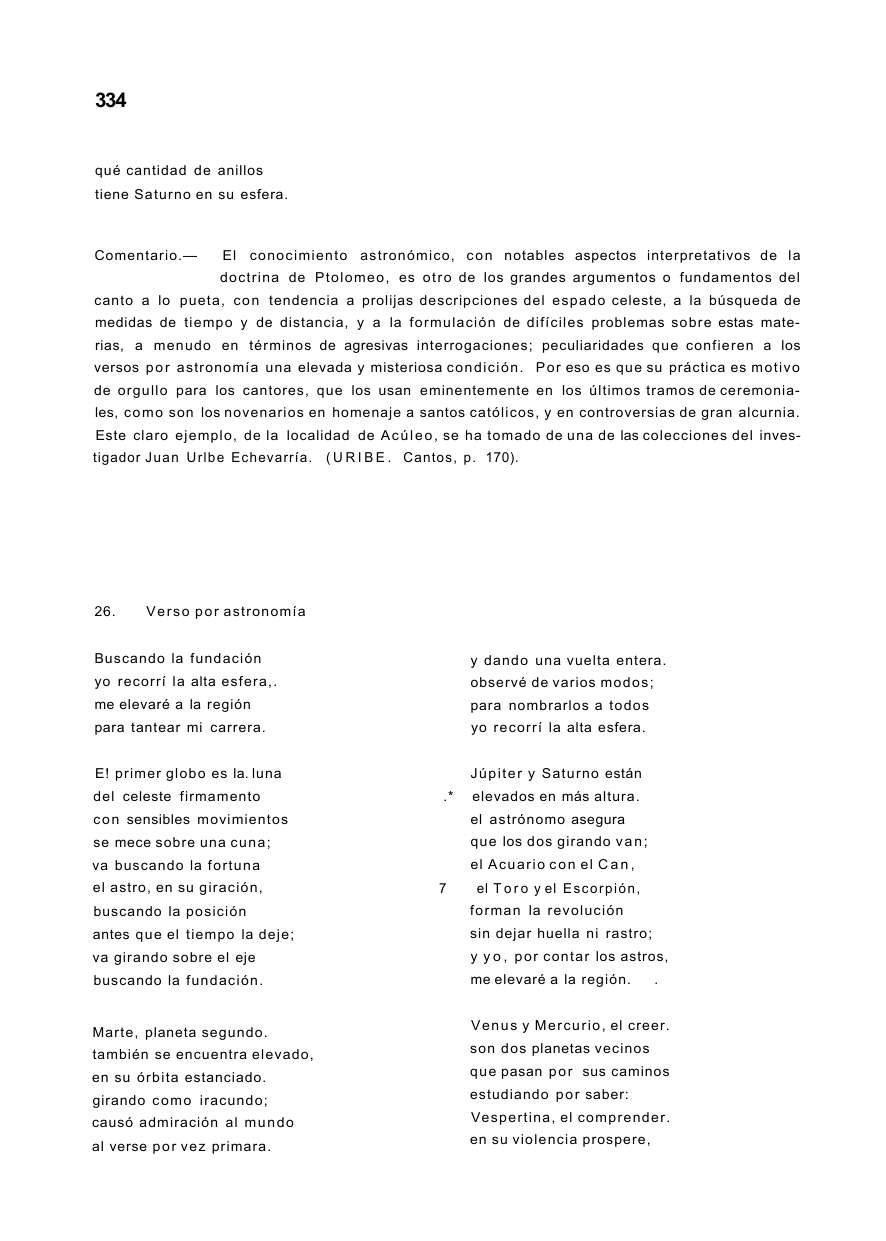 334
qué cantidad de anillos
tiene Saturno en su esfera.
Comentario.— El conocimiento astronómico, con notables aspectos interpretativos de la
doctrina de Ptolomeo, es otro de los grandes argumentos o fundamentos del
canto a lo pueta, con tendencia a prolijas descripciones del espado celeste, a la búsqueda de
medidas de tiempo y de distancia, y a la formulación de difíciles problemas sobre estas mate-
rias, a menudo en términos de agresivas interrogaciones; peculiaridades que confieren a los
versos por astronomía una elevada y misteriosa condición. Por eso es que su práctica es motivo
de orgullo para los cantores, que los usan eminentemente en los últimos tramos de ceremonia-
les, como son los novenarios en homenaje a santos católicos, y en controversias de gran alcurnia.
Este claro ejemplo, de la localidad de Acúleo, se ha tomado de una de las colecciones del inves-
tigador Juan Urlbe Echevarría. (URIBE. Cantos, p. 170).
26. Verso por astronomía
Buscando la fundación
yo recorrí la alta esfera,.
me elevaré a la región
para tantear mi carrera.
E! primer globo es la. luna
del celeste firmamento
con sensibles movimientos
se mece sobre una cuna;
va buscando la fortuna
el astro, en su giración,
buscando la posición
antes que el tiempo la deje;
va girando sobre el eje
buscando la fundación.
Marte, planeta segundo.
también se encuentra elevado,
en su órbita estanciado.
girando como iracundo;
causó admiración al mundo
al verse por vez primara.
y dando una vuelta entera.
observé de varios modos;
para nombrarlos a todos
yo recorrí la alta esfera.
Júpiter y Saturno están
.* elevados en más altura.
el astrónomo asegura
que los dos girando van;
el Acuario con el Can,
7 el Toro y el Escorpión,
forman la revolución
sin dejar huella ni rastro;
y yo, por contar los astros,
me elevaré a la región. .
Venus y Mercurio, el creer.
son dos planetas vecinos
que pasan por sus caminos
estudiando por saber:
Vespertina, el comprender.
en su violencia prospere,